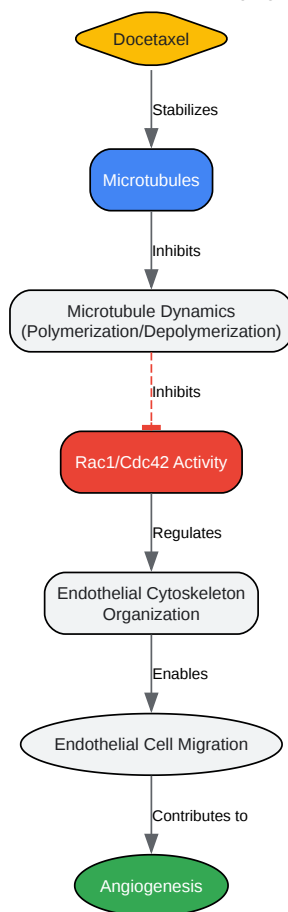 Docetaxel
Stabilizes
Microtubules
Inhibits
Microtubule Dynamics
(Polymerization/Depolymerization)
Inhibits
Rac1/Cdc42 Activity
Regulates
Endothelial Cytoskeleton
Organization
Enables
Endothelial Cell Migration
Contributes to
Angiogenesis